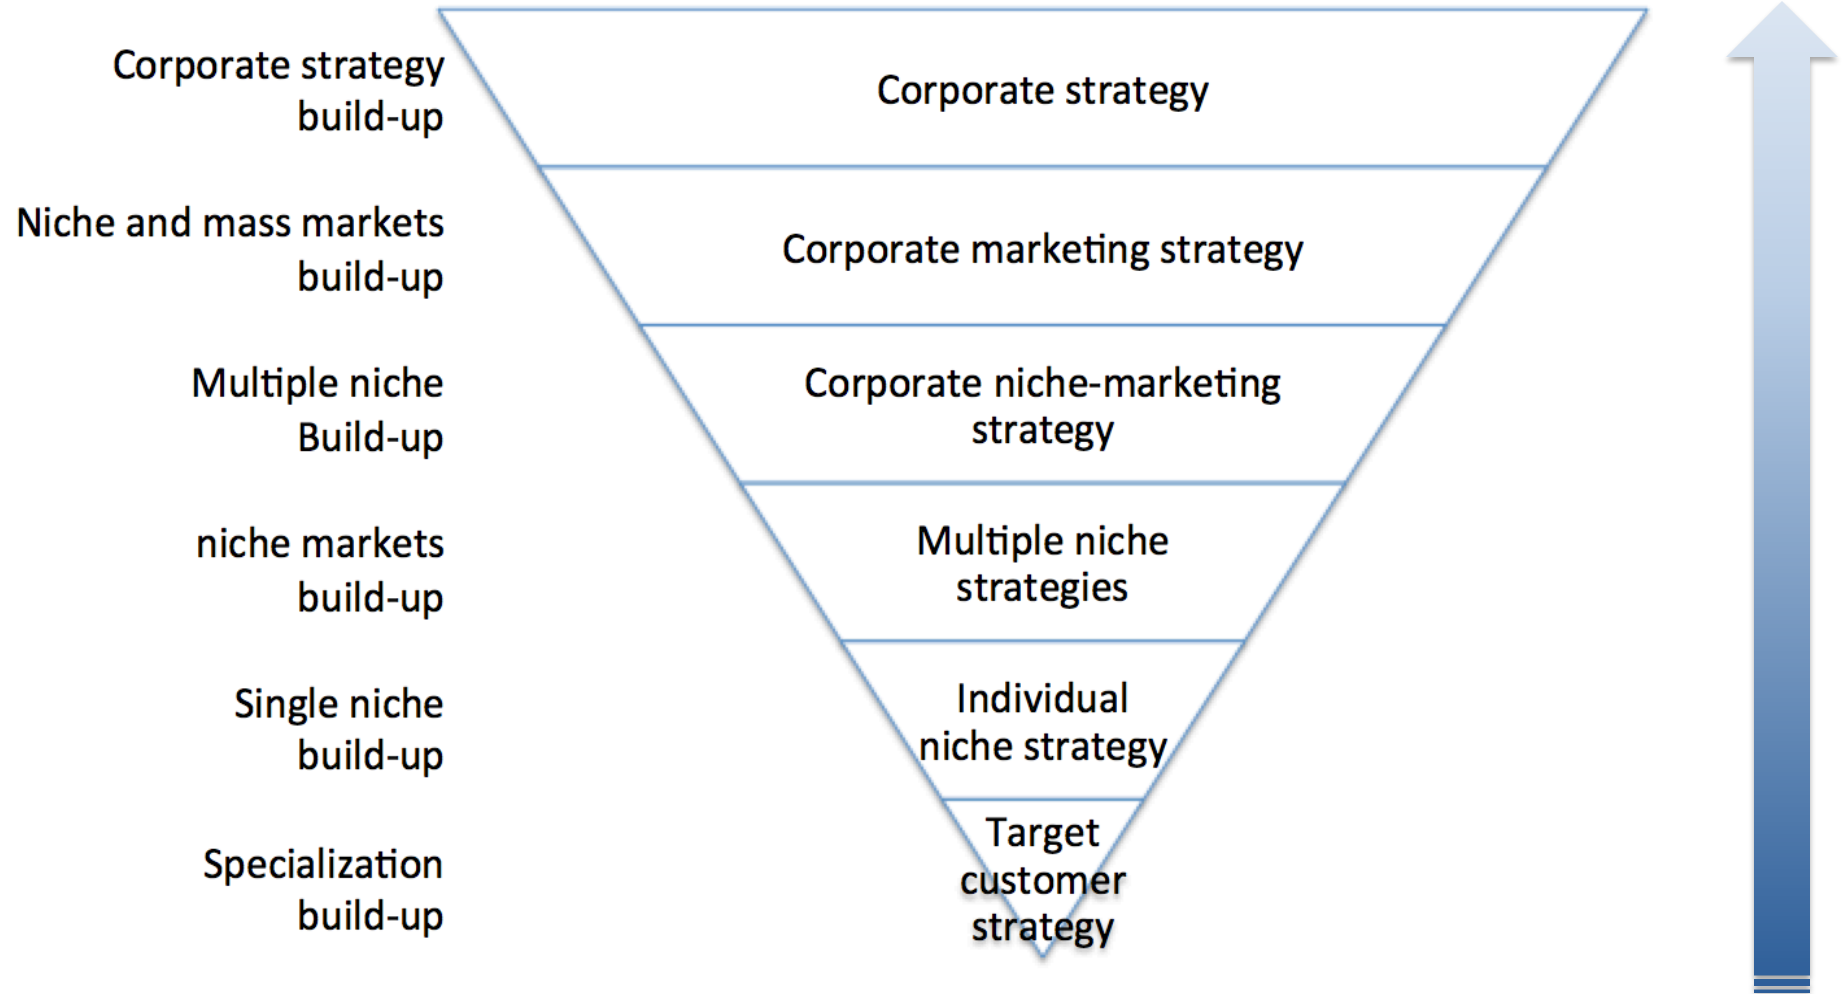 Corporate strategy
build-up
Corporate strategy
Niche and mass markets
build-up
Corporate marketing strategy
Multiple niche
Build-up
Corporate niche-marketing
strategy
niche markets
build-up
Multiple niche
strategies
Single niche
build-up
Individual
niche strategy
Specialization
build-up
Target
customer
strategy